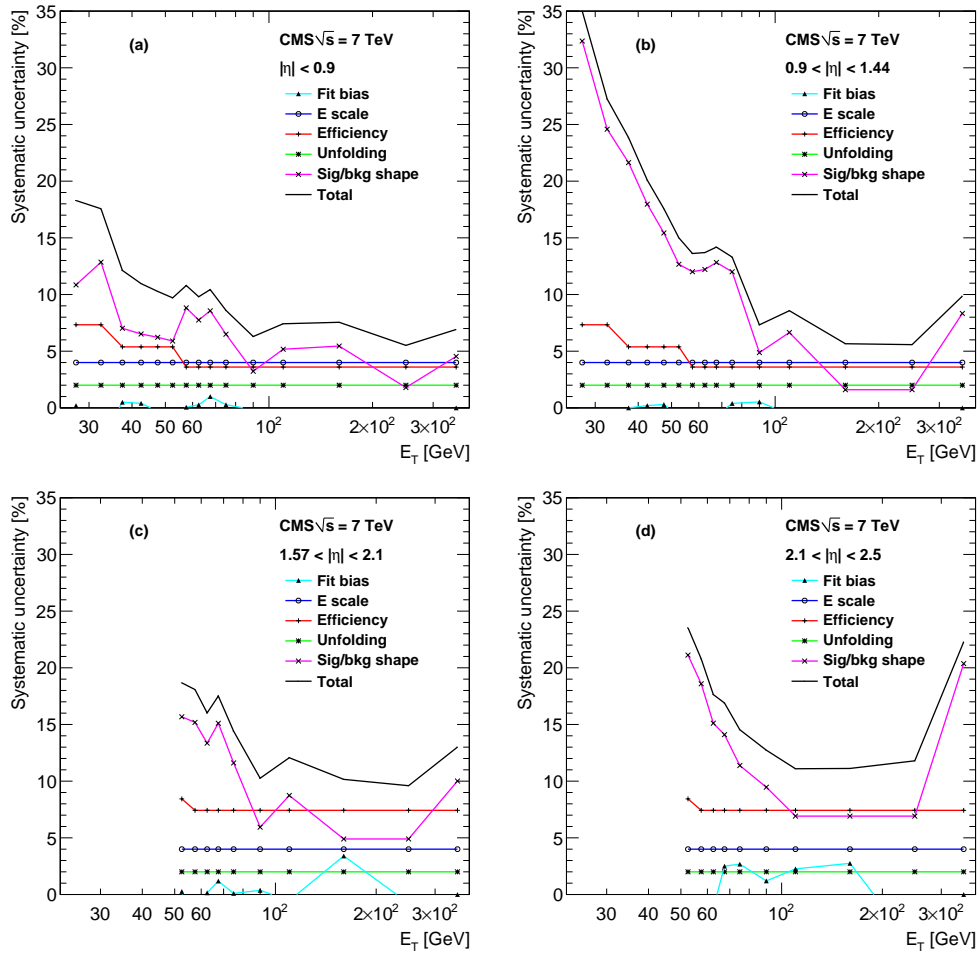 Systematic uncertainty [%]
35
30
25
20
15
10
5
0
(a)
CMS√s = 7 TeV
|η| < 0.9
Fit bias
E scale
Efficiency
Unfolding
Sig/bkg shape
Total
30 40 50 60 10² 2×10² 3×10²
E_T [GeV]
Systematic uncertainty [%]
35
30
25
20
15
10
5
0
(b)
CMS√s = 7 TeV
0.9 < |η| < 1.44
Fit bias
E scale
Efficiency
Unfolding
Sig/bkg shape
Total
30 40 50 60 10² 2×10² 3×10²
E_T [GeV]
Systematic uncertainty [%]
35
30
25
20
15
10
5
0
(c)
CMS√s = 7 TeV
1.57 < |η| < 2.1
Fit bias
E scale
Efficiency
Unfolding
Sig/bkg shape
Total
30 40 50 60 10² 2×10² 3×10²
E_T [GeV]
Systematic uncertainty [%]
35
30
25
20
15
10
5
0
(d)
CMS√s = 7 TeV
2.1 < |η| < 2.5
Fit bias
E scale
Efficiency
Unfolding
Sig/bkg shape
Total
30 40 50 60 10² 2×10² 3×10²
E_T [GeV]